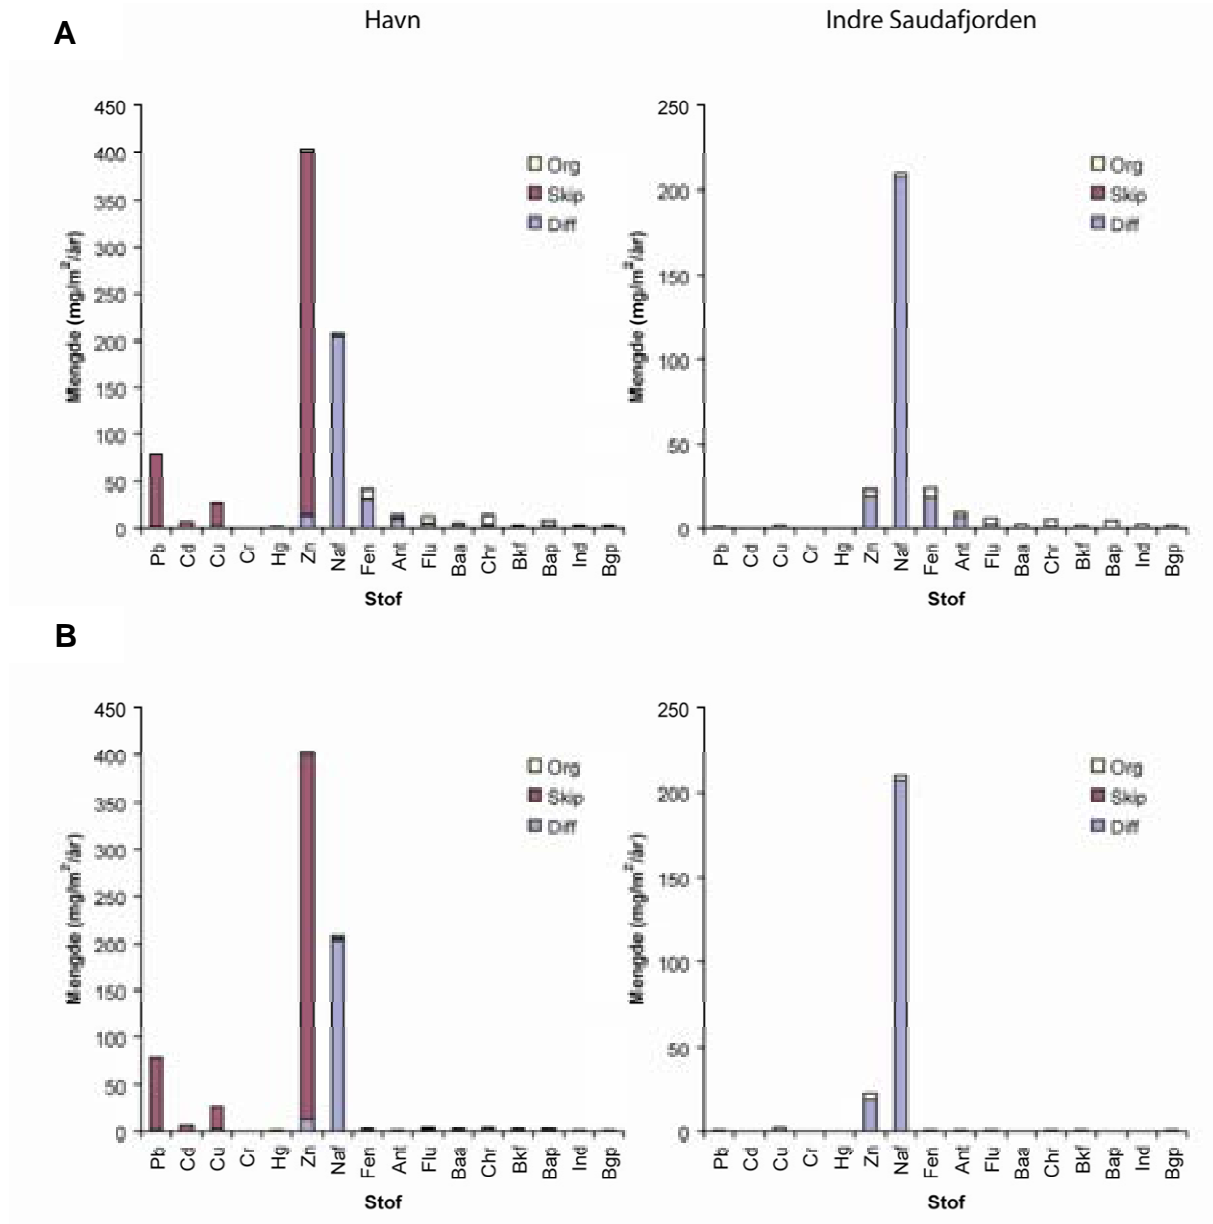 A
Havn
Indre Saudafjorden
Mengde (mg/m²/år)
450
400
350
300
250
200
150
100
50
0
Org
Skip
Diff
Pb Cd Cu Cr Hg Zn Naf Fen Ant Flu Baa Chr Bkf Bap Ind Bgp
Stof
Mengde (mg/m²/år)
250
200
150
100
50
0
Org
Skip
Diff
Pb Cd Cu Cr Hg Zn Naf Fen Ant Flu Baa Chr Bkf Bap Ind Bgp
Stof
B
Mengde (mg/m²/år)
450
400
350
300
250
200
150
100
50
0
Org
Skip
Diff
Pb Cd Cu Cr Hg Zn Naf Fen Ant Flu Baa Chr Bkf Bap Ind Bgp
Stof
Mengde (mg/m²/år)
250
200
150
100
50
0
Org
Skip
Diff
Pb Cd Cu Cr Hg Zn Naf Fen Ant Flu Baa Chr Bkf Bap Ind Bgp
Stof